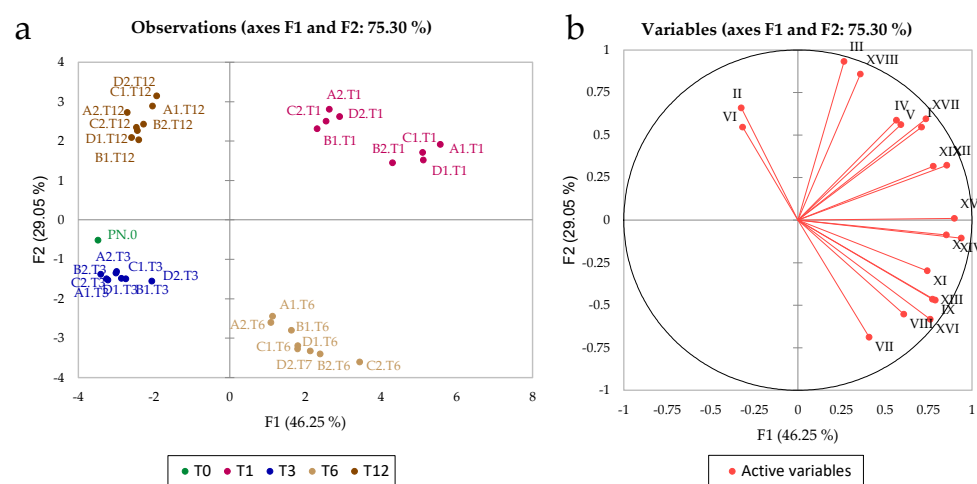 a
Observations (axes F1 and F2: 75.30 %)
4
3
2
1
0
-1
-2
-3
-4
-4
-2
0
2
4
6
8
F2 (29.05 %)
F1 (46.25 %)
D2.T12
C1.T12
A2.T12
A1.T12
C2.T12
B2.T12
D1.T12
B1.T12
A2.T1
C2.T1
D2.T1
B1.T1
C1.T1
B2.T1
A1.T1
D1.T1
PN.0
A2.T3
B2.T3
C1.T3
C2.T3
D2.T3
A1.T3
D1.T3
B1.T3
A1.T6
A2.T6
B1.T6
C1.T6
D1.T6
D2.T7
B2.T6
C2.T6
T0
T1
T3
T6
T12
b
Variables (axes F1 and F2: 75.30 %)
1
0.75
0.5
0.25
0
-0.25
-0.5
-0.75
-1
-1
-0.75
-0.5
-0.25
0
0.25
0.5
0.75
1
F2 (29.05 %)
F1 (46.25 %)
III
XVIII
II
VI
IV
V
XVII
I
XIX
XII
XV
X
XIV
XI
XIII
IX
VIII
XVI
VII
Active variables